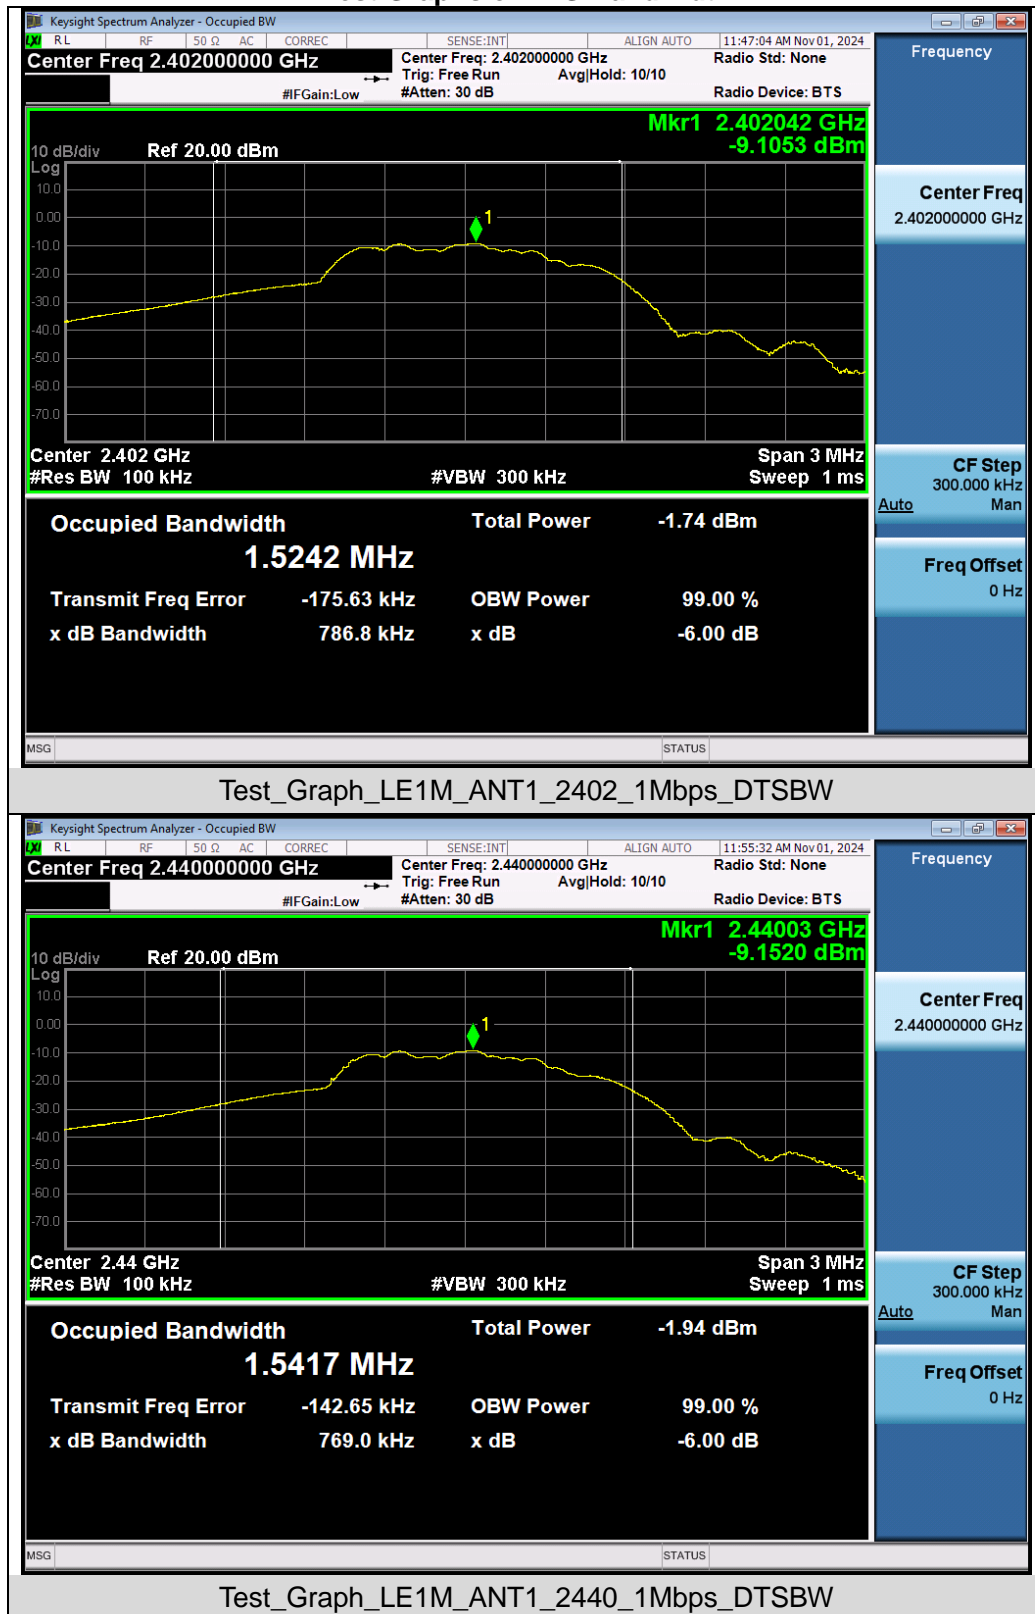 Keysight Spectrum Analyzer - Occupied BW
LXI RL RF 50 Ω AC CORREC SENSE:INT ALIGN AUTO 11:47:04 AM Nov 01, 2024
Center Freq 2.402000000 GHz
Center Freq: 2.402000000 GHz
Radio Std: None
Trig: Free Run Avg|Hold: 10/10
#IFGain:Low
#Atten: 30 dB
Radio Device: BTS
Frequency
Mkr1 2.402042 GHz
-9.1053 dBm
10 dB/div Ref 20.00 dBm
Log
10.0
0.00
-10.0
-20.0
-30.0
-40.0
-50.0
-60.0
-70.0
1
Center 2.402 GHz Span 3 MHz
#Res BW 100 kHz #VBW 300 kHz Sweep 1 ms
Center Freq
2.402000000 GHz
CF Step
300.000 kHz
Auto Man
Freq Offset
0 Hz
Occupied Bandwidth Total Power -1.74 dBm
1.5242 MHz
Transmit Freq Error -175.63 kHz OBW Power 99.00 %
x dB Bandwidth 786.8 kHz x dB -6.00 dB
MSG STATUS
Test_Graph_LE1M_ANT1_2402_1Mbps_DTSBW
Keysight Spectrum Analyzer - Occupied BW
LXI RL RF 50 Ω AC CORREC SENSE:INT ALIGN AUTO 11:55:32 AM Nov 01, 2024
Center Freq 2.440000000 GHz
Center Freq: 2.440000000 GHz
Radio Std: None
Trig: Free Run Avg|Hold: 10/10
#IFGain:Low
#Atten: 30 dB
Radio Device: BTS
Frequency
Mkr1 2.44003 GHz
-9.1520 dBm
10 dB/div Ref 20.00 dBm
Log
10.0
0.00
-10.0
-20.0
-30.0
-40.0
-50.0
-60.0
-70.0
1
Center 2.44 GHz Span 3 MHz
#Res BW 100 kHz #VBW 300 kHz Sweep 1 ms
Center Freq
2.440000000 GHz
CF Step
300.000 kHz
Auto Man
Freq Offset
0 Hz
Occupied Bandwidth Total Power -1.94 dBm
1.5417 MHz
Transmit Freq Error -142.65 kHz OBW Power 99.00 %
x dB Bandwidth 769.0 kHz x dB -6.00 dB
MSG STATUS
Test_Graph_LE1M_ANT1_2440_1Mbps_DTSBW